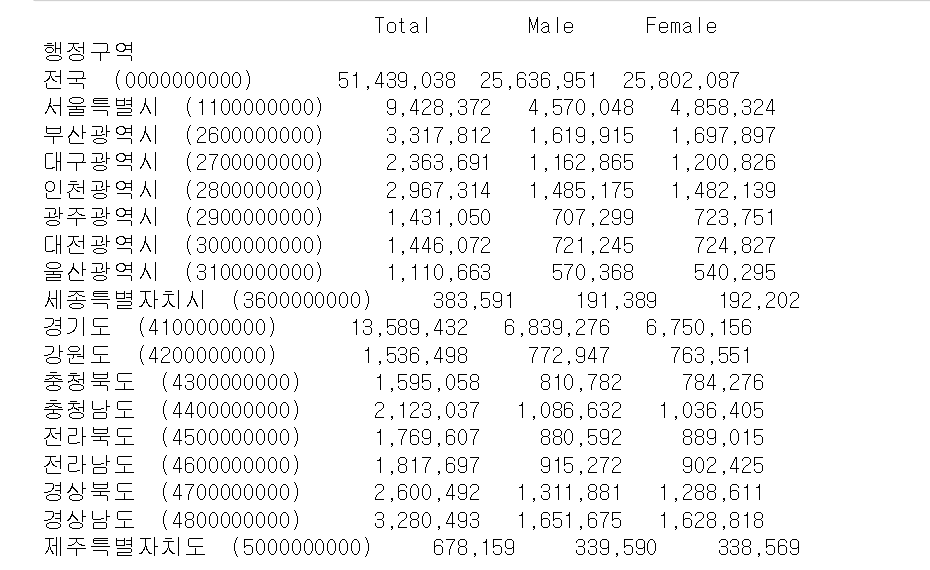 Total Male Female
행정구역
전국 (0000000000) 51,439,038 25,636,951 25,802,087
서울특별시 (1100000000) 9,428,372 4,570,048 4,858,324
부산광역시 (2600000000) 3,317,812 1,619,915 1,697,897
대구광역시 (2700000000) 2,363,691 1,162,865 1,200,826
인천광역시 (2800000000) 2,967,314 1,485,175 1,482,139
광주광역시 (2900000000) 1,431,050 707,299 723,751
대전광역시 (3000000000) 1,446,072 721,245 724,827
울산광역시 (3100000000) 1,110,663 570,368 540,295
세종특별자치시 (3600000000) 383,591 191,389 192,202
경기도 (4100000000) 13,589,432 6,839,276 6,750,156
강원도 (4200000000) 1,536,498 772,947 763,551
충청북도 (4300000000) 1,595,058 810,782 784,276
충청남도 (4400000000) 2,123,037 1,086,632 1,036,405
전라북도 (4500000000) 1,769,607 880,592 889,015
전라남도 (4600000000) 1,817,697 915,272 902,425
경상북도 (4700000000) 2,600,492 1,311,881 1,288,611
경상남도 (4800000000) 3,280,493 1,651,675 1,628,818
제주특별자치도 (5000000000) 678,159 339,590 338,569